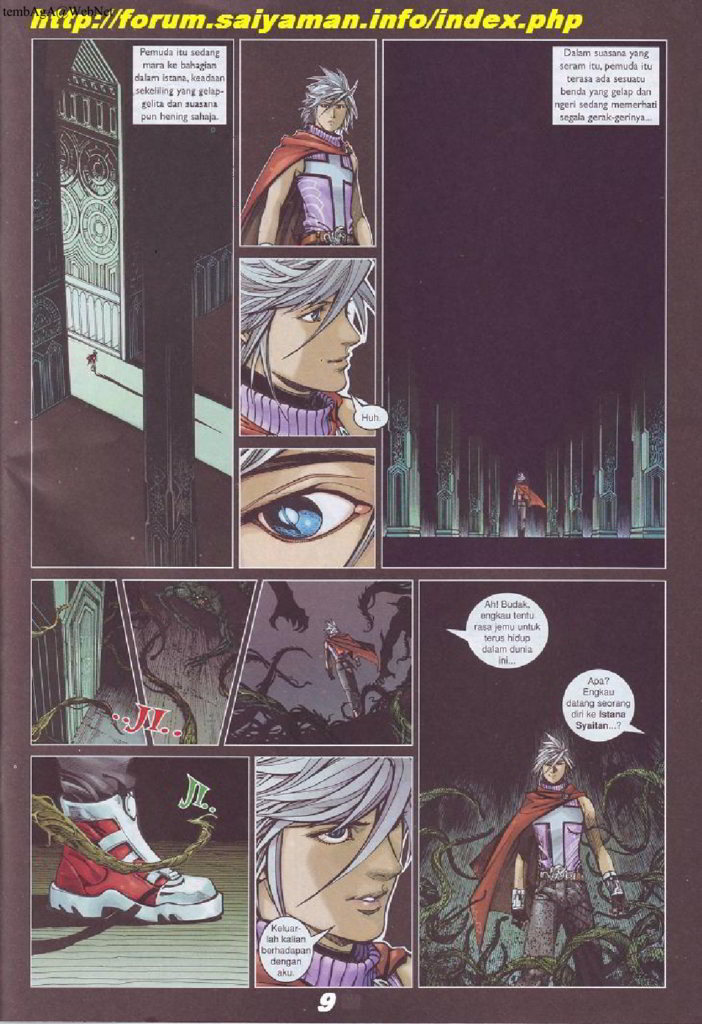 tembAgA@WebNet
http://forum.saiyaman.info/index.php
Pemuda itu sedang
mara ke bahagian
dalam istana, keadaan
sekeliling yang gelap-
gelita dan suasana
pun hening sahaja.
Dalam suasana yang
seram itu, pemuda itu
terasa ada sesuatu
benda yang gelap dan
ngeri sedang memerhati
segala gerak-gerinya...
Huh.
..JI..
JI..
Keluar-
lah kalian
berhadapan
dengan
aku.
Ah! Budak,
engkau tentu
rasa jemu untuk
terus hidup
dalam dunia
ini...
Apa?
Engkau
datang seorang
diri ke Istana
Syaitan...?
9